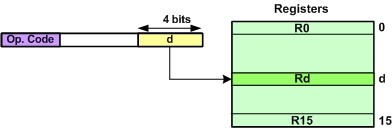 Registers
4 bits
R0 0
Op. Code d
Rd d
R15 15